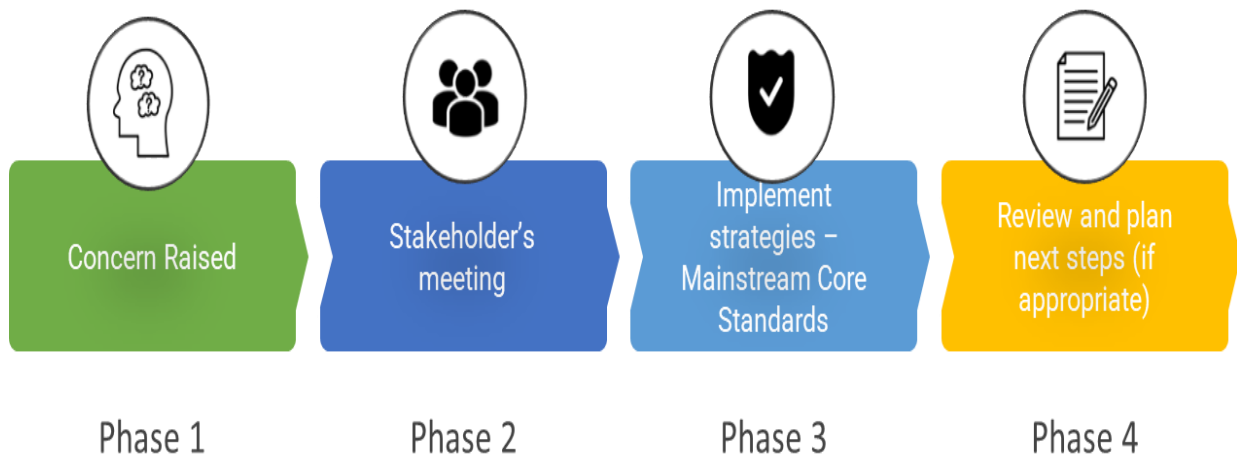 Concern Raised
Stakeholder’s
meeting
Implement
strategies –
Mainstream Core
Standards
Review and plan
next steps (if
appropriate)
Phase 1
Phase 2
Phase 3
Phase 4